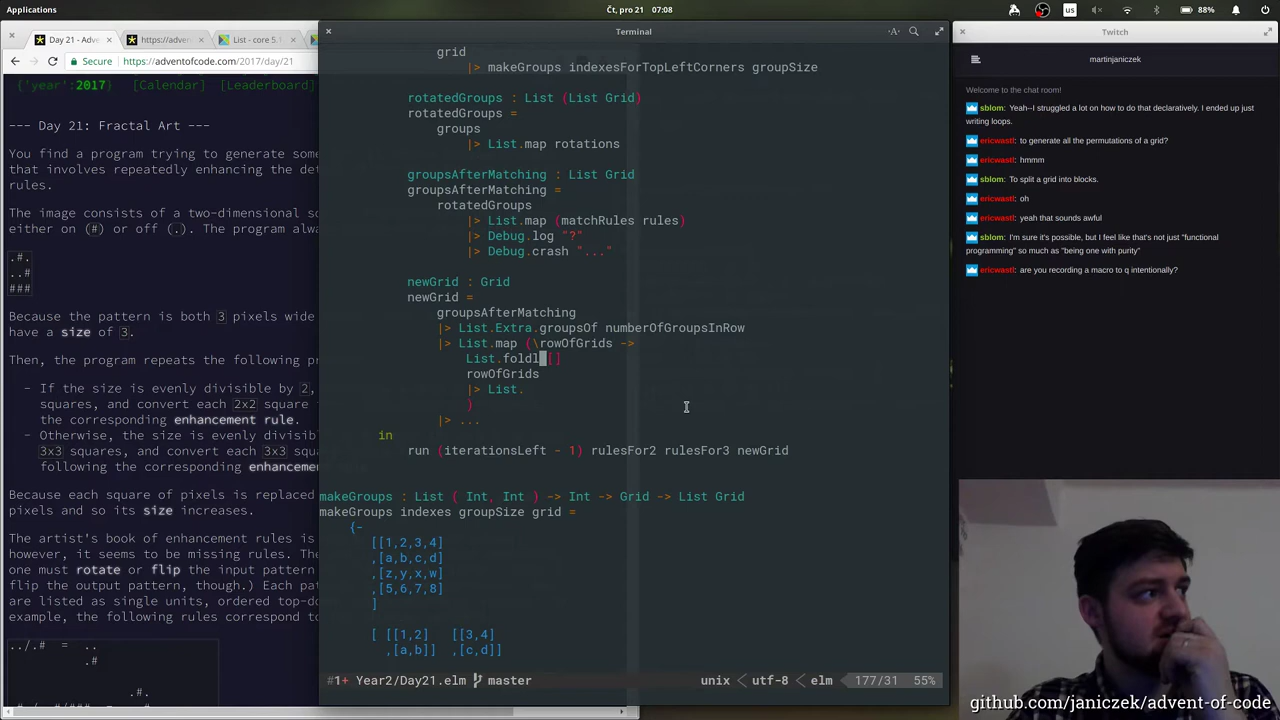 Applications
Čt, pro 21 07:08
us
88%
Day 21 - Adve
https://adven
List - core 5.1
Secure
https://adventofcode.com/2017/day/21
{'year':2017} [Calendar] [Leaderboard]
--- Day 21: Fractal Art ---
You find a program trying to generate some
that involves repeatedly enhancing the det
rules.
The image consists of a two-dimensional sq
either on (#) or off (.). The program alwa
.#.
..#
###
Because the pattern is both 3 pixels wide
have a size of 3.
Then, the program repeats the following p
- If the size is evenly divisible by 2,
squares, and convert each 2x2 square
the corresponding enhancement rule.
- Otherwise, the size is evenly divisib
3x3 squares, and convert each 3x3
following the corresponding enhancemen
Because each square of pixels is replaced
pixels and so its size increases.
The artist's book of enhancement rules is
however, it seems to be missing rules. The
one must rotate or flip the input pattern
flip the output pattern, though.) Each pat
are listed as single units, ordered top-do
example, the following rules correspond to
../.# = ..
.#
.#.
Terminal
grid
|> makeGroups indexesForTopLeftCorners groupSize
rotatedGroups : List (List Grid)
rotatedGroups =
groups
|> List.map rotations
groupsAfterMatching : List Grid
groupsAfterMatching =
rotatedGroups
|> List.map (matchRules rules)
|> Debug.log "?"
|> Debug.crash "..."
newGrid : Grid
newGrid =
groupsAfterMatching
|> List.Extra.groupsOf numberOfGroupsInRow
|> List.map (\rowOfGrids ->
List.foldl []
rowOfGrids
|> List.
)
|> ...
in
run (iterationsLeft - 1) rulesFor2 rulesFor3 newGrid
makeGroups : List ( Int, Int ) -> Int -> Grid -> List Grid
makeGroups indexes groupSize grid =
{-
[[1,2,3,4]
,[a,b,c,d]
,[z,y,x,w]
,[5,6,7,8]
]
[ [[1,2] [[3,4]
,[a,b]] ,[c,d]]
#1+ Year2/Day21.elm master
unix < utf-8 < elm 177/31 55%
Twitch
martinjaniczek
Welcome to the chat room!
sblom: Yeah--I struggled a lot on how to do that declaratively. I ended up just
writing loops.
ericwastl: to generate all the permutations of a grid?
ericwastl: hmmm
sblom: To split a grid into blocks.
ericwastl: oh
ericwastl: yeah that sounds awful
sblom: I'm sure it's possible, but I feel like that's not just "functional
programming" so much as "being one with purity"
ericwastl: are you recording a macro to q intentionally?
github.com/janiczek/advent-of-code